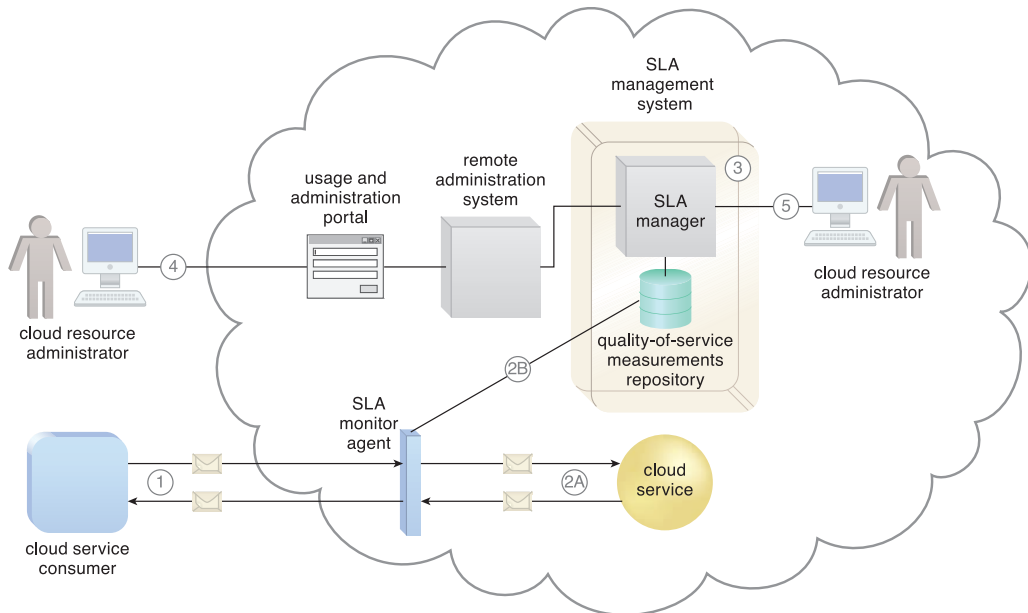 SLA
management
system
usage and
administration
portal
remote
administration
system
3
SLA
manager
5
4
cloud resource
administrator
cloud resource
administrator
quality-of-service
measurements
repository
2B
SLA
monitor
agent
1
2A
cloud
service
cloud service
consumer